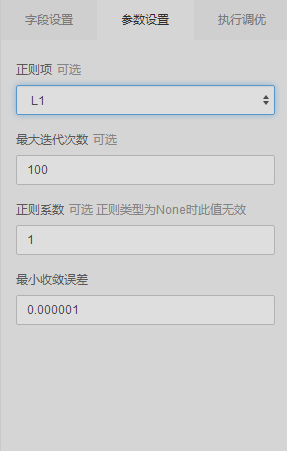 字段设置 参数设置 执行调优
正则项 可选
L1
最大迭代次数 可选
100
正则系数 可选 正则类型为None时此值无效
1
最小收敛误差
0.000001